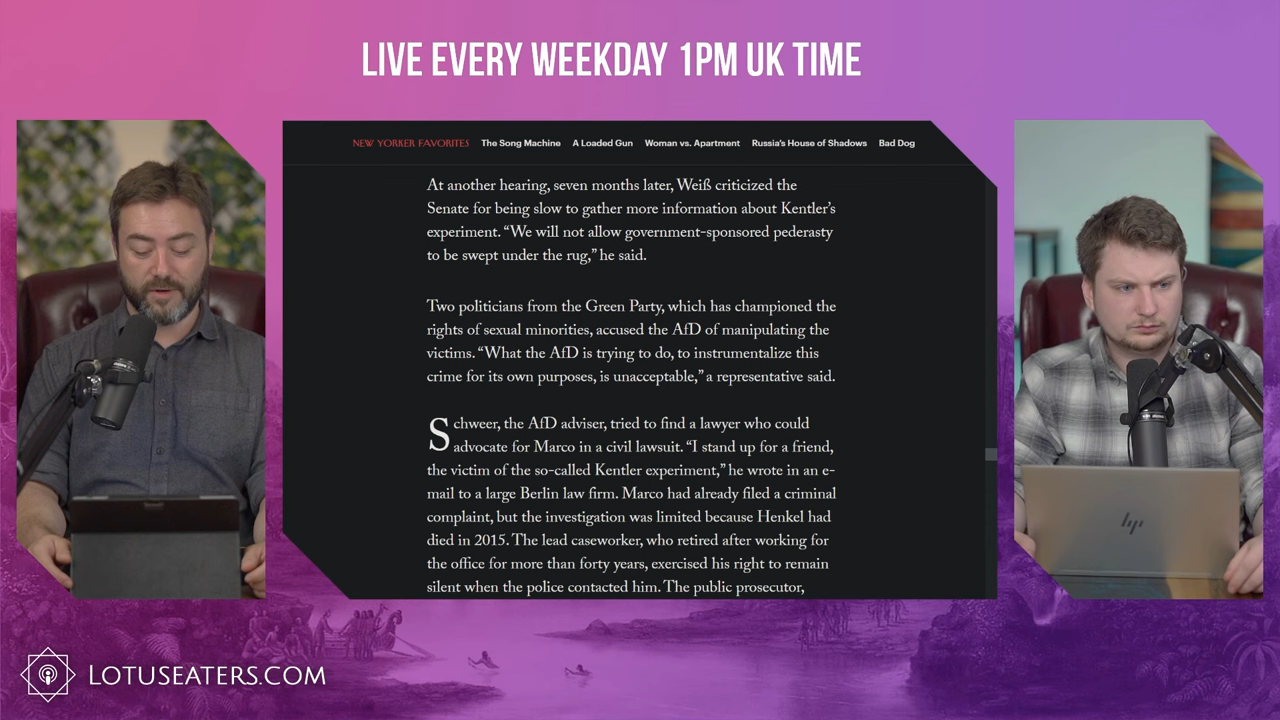 LIVE EVERY WEEKDAY 1PM UK TIME
NEW YORKER FAVORITES The Song Machine A Loaded Gun Woman vs. Apartment Russia's House of Shadows Bad Dog
At another hearing, seven months later, Weiß criticized the
Senate for being slow to gather more information about Kentler's
experiment. “We will not allow government-sponsored pederasty
to be swept under the rug,” he said.
Two politicians from the Green Party, which has championed the
rights of sexual minorities, accused the AfD of manipulating the
victims. “What the AfD is trying to do, to instrumentalize this
crime for its own purposes, is unacceptable,” a representative said.
Schweer, the AfD adviser, tried to find a lawyer who could
advocate for Marco in a civil lawsuit. “I stand up for a friend,
the victim of the so-called Kentler experiment,” he wrote in an e-
mail to a large Berlin law firm. Marco had already filed a criminal
complaint, but the investigation was limited because Henkel had
died in 2015. The lead caseworker, who retired after working for
the office for more than forty years, exercised his right to remain
silent when the police contacted him. The public prosecutor,
hp
LOTUSEATERS.COM